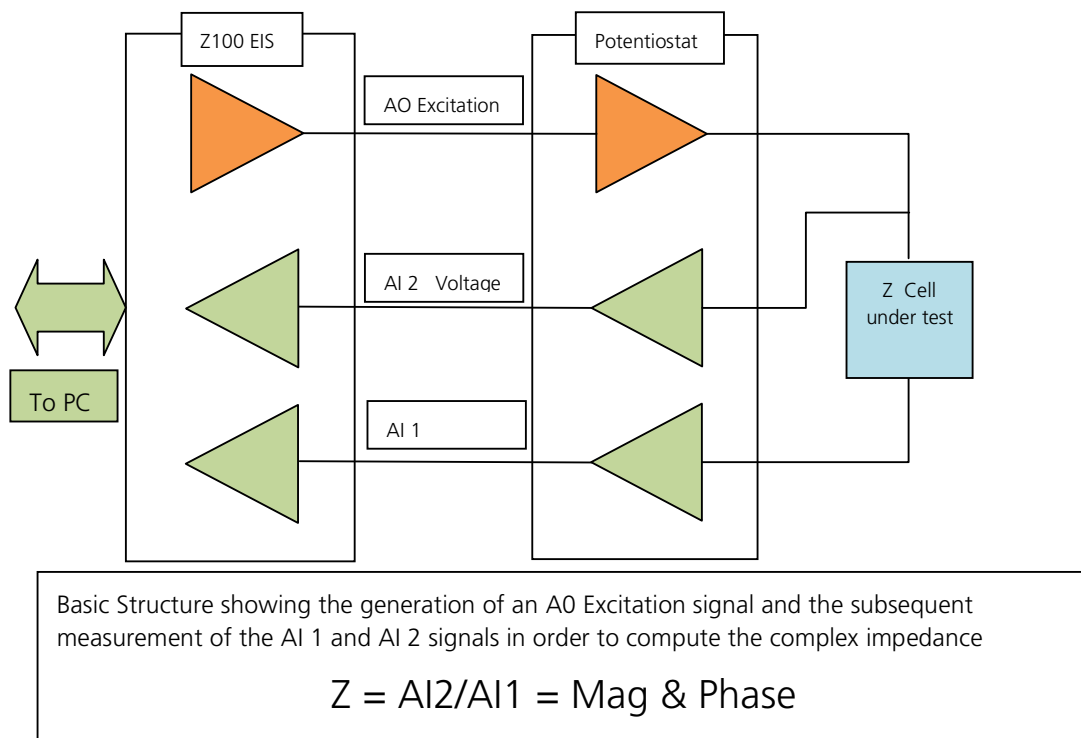 Z100 EIS
Potentiostat
AO Excitation
AI 2 Voltage
Z Cell
under test
To PC
AI 1
Basic Structure showing the generation of an A0 Excitation signal and the subsequent
measurement of the AI 1 and AI 2 signals in order to compute the complex impedance
Z = AI2/AI1 = Mag & Phase